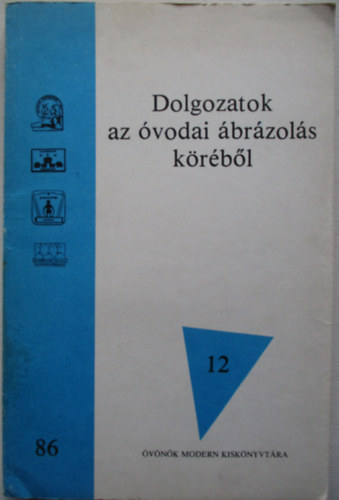 Dolgozatok
az óvodai ábrázolás
köréből
12
86
ÓVÓNŐK MODERN KISKÖNYVTÁRA